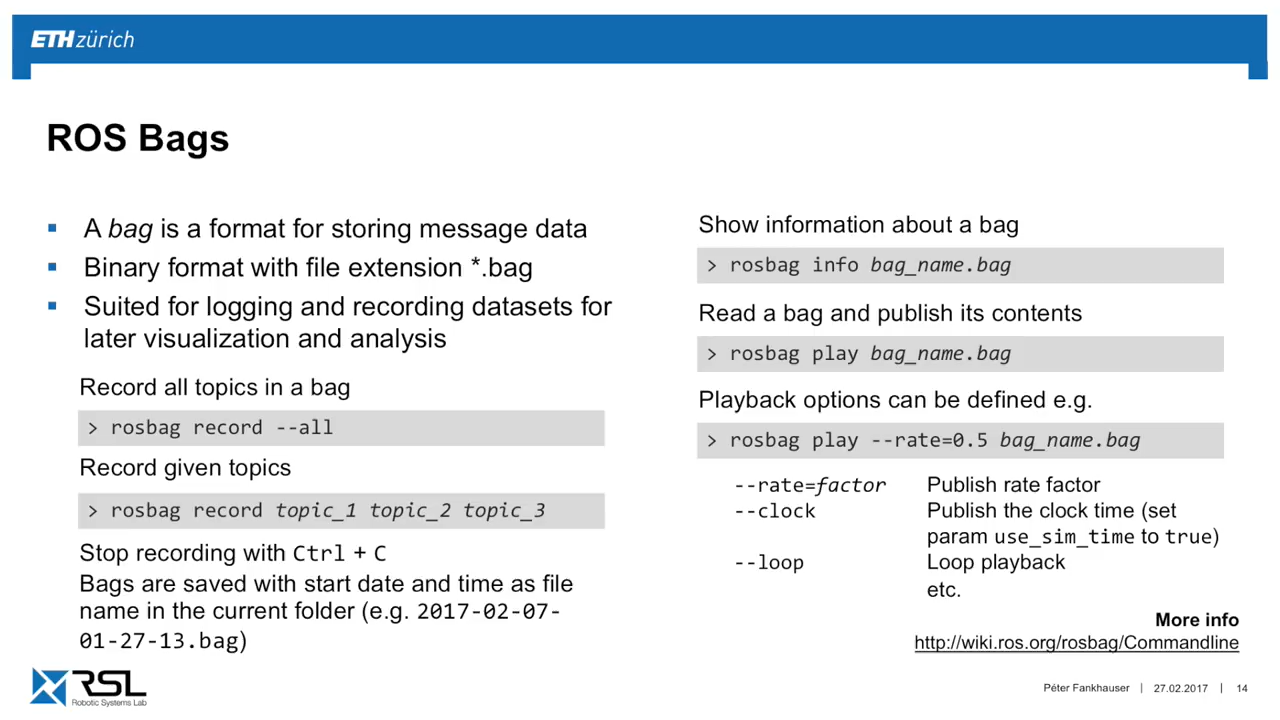 ETH zürich
ROS Bags
▪ A bag is a format for storing message data
▪ Binary format with file extension *.bag
▪ Suited for logging and recording datasets for
later visualization and analysis
Record all topics in a bag
> rosbag record --all
Record given topics
> rosbag record topic_1 topic_2 topic_3
Stop recording with Ctrl + C
Bags are saved with start date and time as file
name in the current folder (e.g. 2017-02-07-
01-27-13.bag)
Show information about a bag
> rosbag info bag_name.bag
Read a bag and publish its contents
> rosbag play bag_name.bag
Playback options can be defined e.g.
> rosbag play --rate=0.5 bag_name.bag
--rate=factor Publish rate factor
--clock Publish the clock time (set
param use_sim_time to true)
--loop Loop playback
etc.
More info
http://wiki.ros.org/rosbag/Commandline
RSL
Robotic Systems Lab
Péter Fankhauser | 27.02.2017 | 14